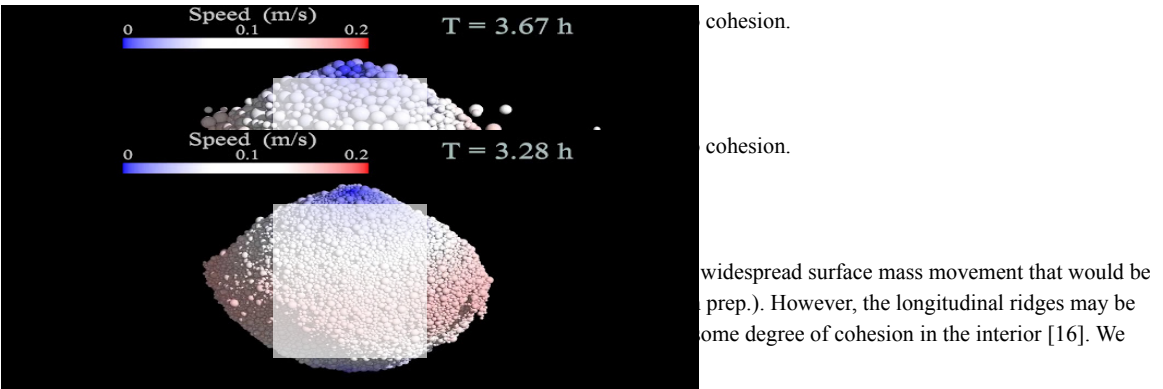 Speed (m/s)
0 0.1 0.2
T = 3.67 h
cohesion.
Speed (m/s)
0 0.1 0.2
T = 3.28 h
cohesion.
widespread surface mass movement that would be
prep.). However, the longitudinal ridges may be
some degree of cohesion in the interior [16]. We